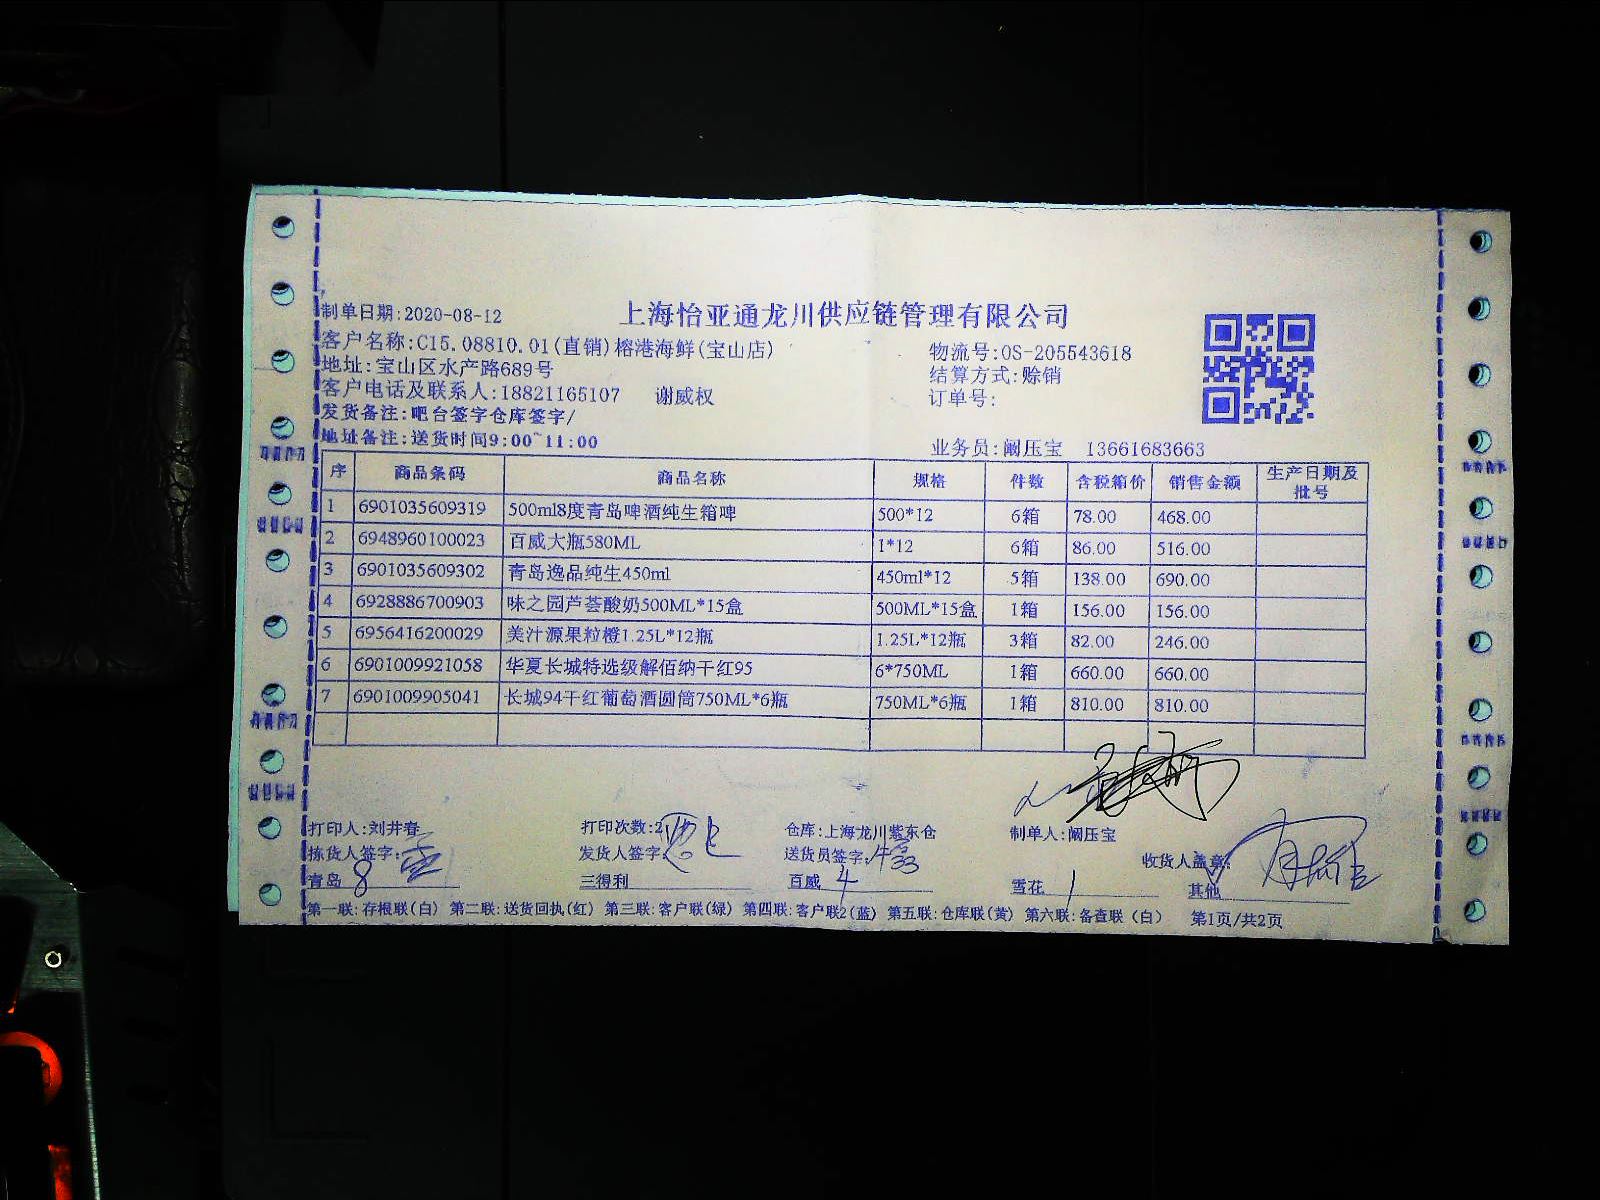 制单日期:2020-08-12
上海怡亚通龙川供应链管理有限公司
客户名称:C15.08810.01(直销)榕港海鲜(宝山店)
物流号:OS-205543618
地址:宝山区水产路689号
结算方式:赊销
客户电话及联系人:18821165107 谢威权
订单号:
发货备注:吧台签字仓库签字/
地址备注:送货时间9:00~11:00
业务员:阚压宝 13661683663
序 商品条码 商品名称 规格 件数 含税箱价 销售金额 生产日期及批号
1 6901035609319 500ml8度青岛啤酒纯生箱啤 500*12 6箱 78.00 468.00
2 6948960100023 百威大瓶580ML 1*12 6箱 86.00 516.00
3 6901035609302 青岛逸品纯生450ml 450ml*12 5箱 138.00 690.00
4 6928886700903 味之园芦荟酸奶500ML*15盒 500ML*15盒 1箱 156.00 156.00
5 6956416200029 美汁源果粒橙1.25L*12瓶 1.25L*12瓶 3箱 82.00 246.00
6 6901009921058 华夏长城特选级解佰纳干红95 6*750ML 1箱 660.00 660.00
7 6901009905041 长城94干红葡萄酒圆筒750ML*6瓶 750ML*6瓶 1箱 810.00 810.00
打印人:刘井春 打印次数:2 仓库:上海龙川紫东仓 制单人:阚压宝
拣货人签字: 发货人签字: 送货员签字: 收货人盖章:
青岛 8 三得利 百威 4 雪花 1 其他
第一联:存根联(白) 第二联:送货回执(红) 第三联:客户联(绿) 第四联:客户联2(蓝) 第五联:仓库联(黄) 第六联:备查联(白) 第1页/共2页